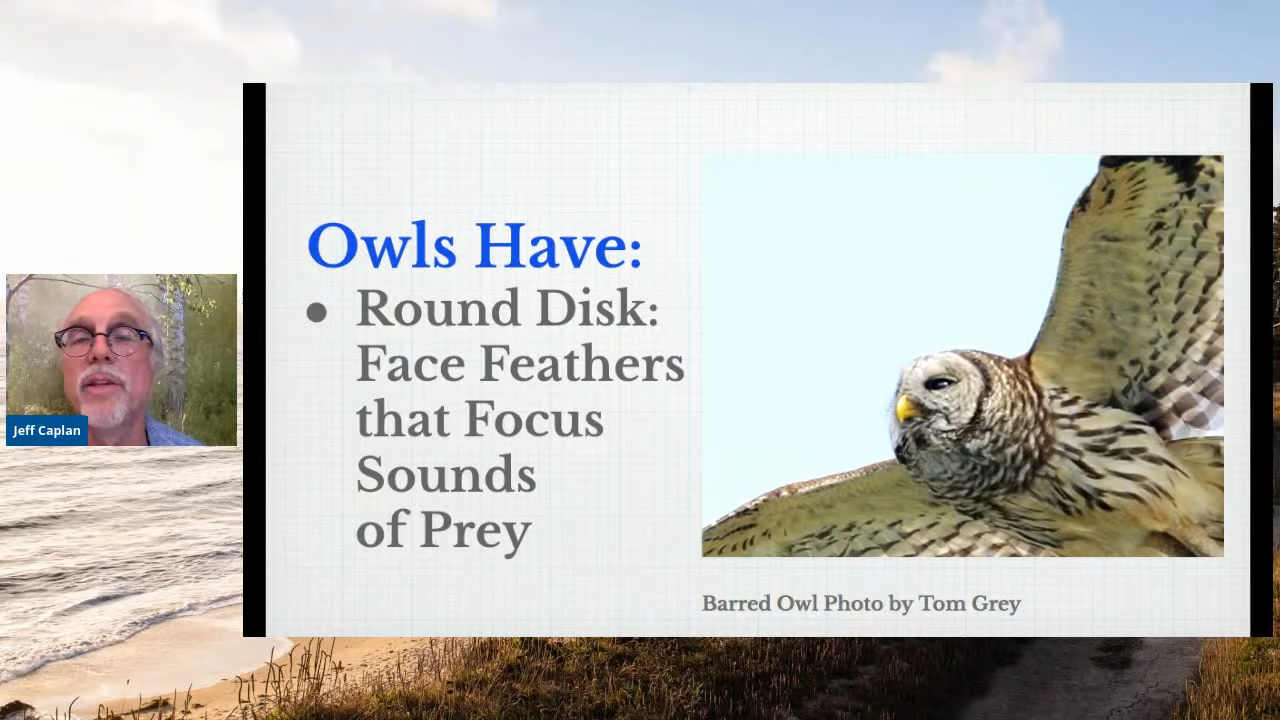 Owls Have:
● Round Disk:
Face Feathers
that Focus
Sounds
of Prey
Jeff Caplan
Barred Owl Photo by Tom Grey